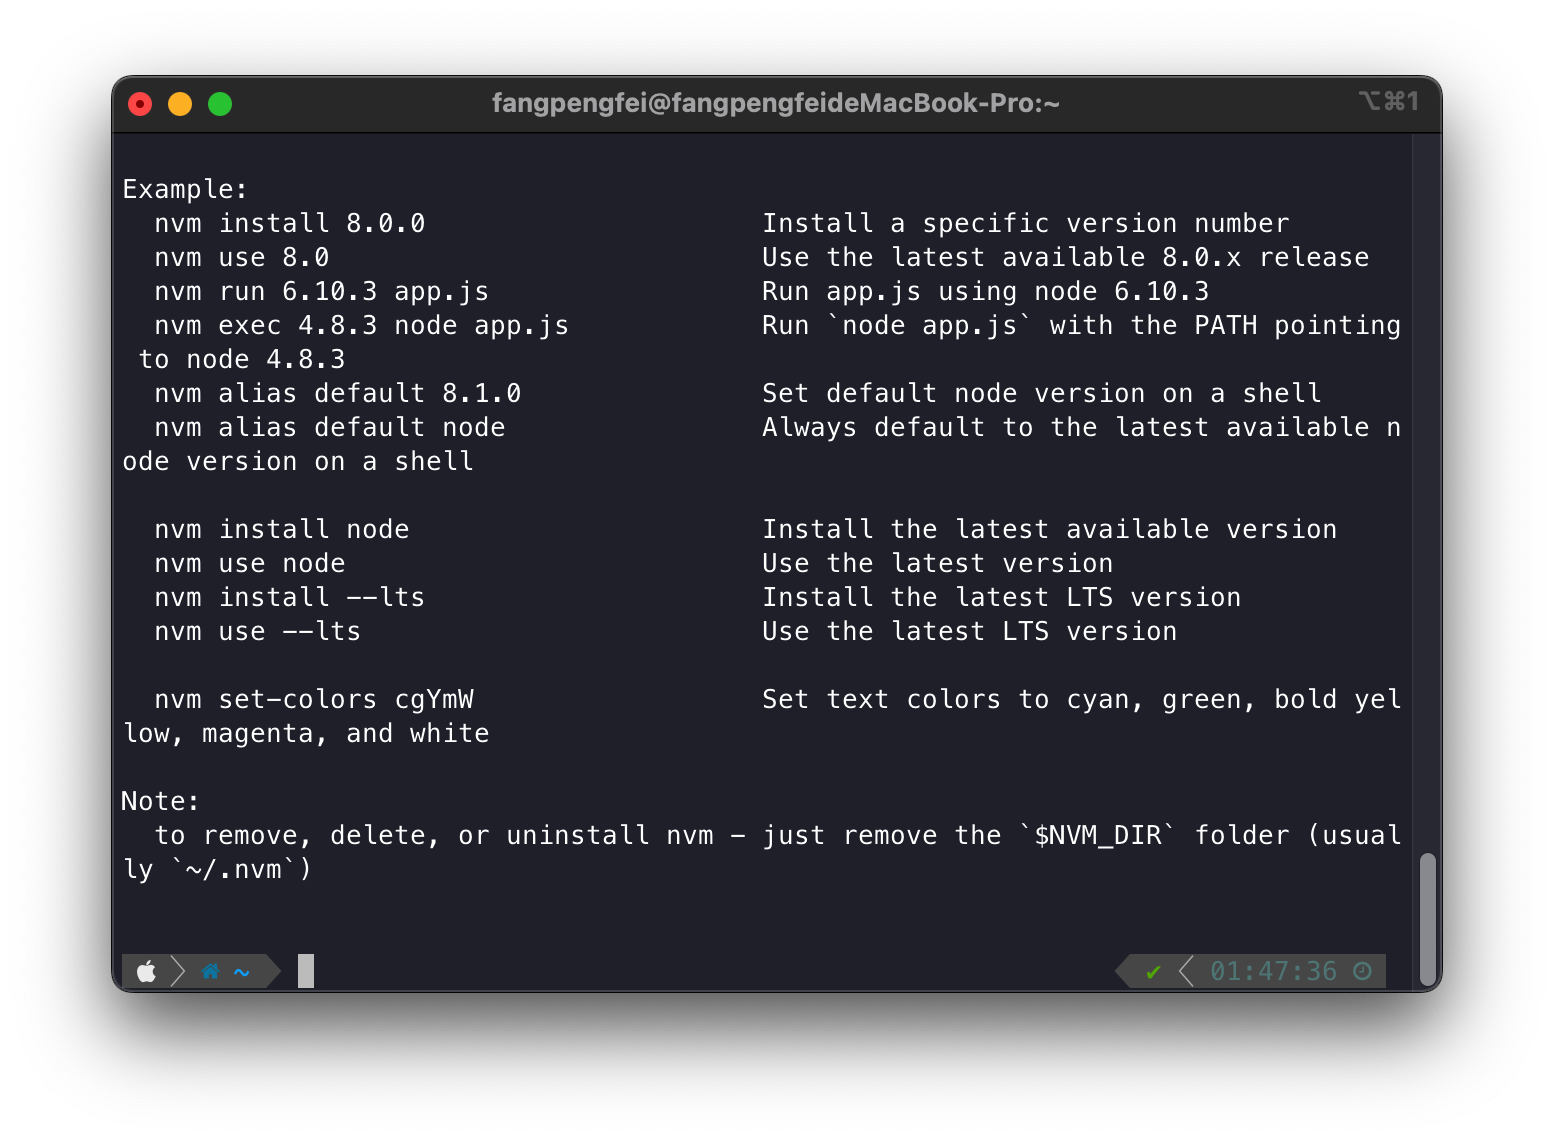 fangpengfei@fangpengfeideMacBook-Pro:~ ⌥⌘1
Example:
  nvm install 8.0.0                     Install a specific version number
  nvm use 8.0                           Use the latest available 8.0.x release
  nvm run 6.10.3 app.js                 Run app.js using node 6.10.3
  nvm exec 4.8.3 node app.js            Run `node app.js` with the PATH pointing
 to node 4.8.3
  nvm alias default 8.1.0               Set default node version on a shell
  nvm alias default node                Always default to the latest available n
ode version on a shell
  nvm install node                      Install the latest available version
  nvm use node                          Use the latest version
  nvm install --lts                     Install the latest LTS version
  nvm use --lts                         Use the latest LTS version
  nvm set-colors cgYmW                  Set text colors to cyan, green, bold yel
low, magenta, and white
Note:
  to remove, delete, or uninstall nvm - just remove the `$NVM_DIR` folder (usual
ly `~/.nvm`)
~ ✔ 01:47:36